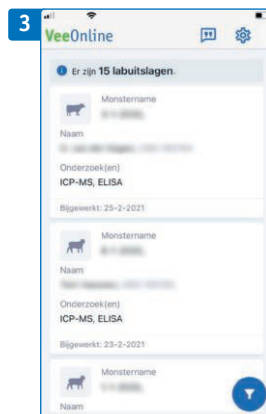 3
VeeOnline
Er zijn 15 labuitslagen.
Monstername
Naam
Onderzoek(en)
ICP-MS, ELISA
Bijgewerkt: 25-2-2021
Monstername
Naam
Onderzoek(en)
ICP-MS, ELISA
Bijgewerkt: 23-2-2021
Monstername
Naam